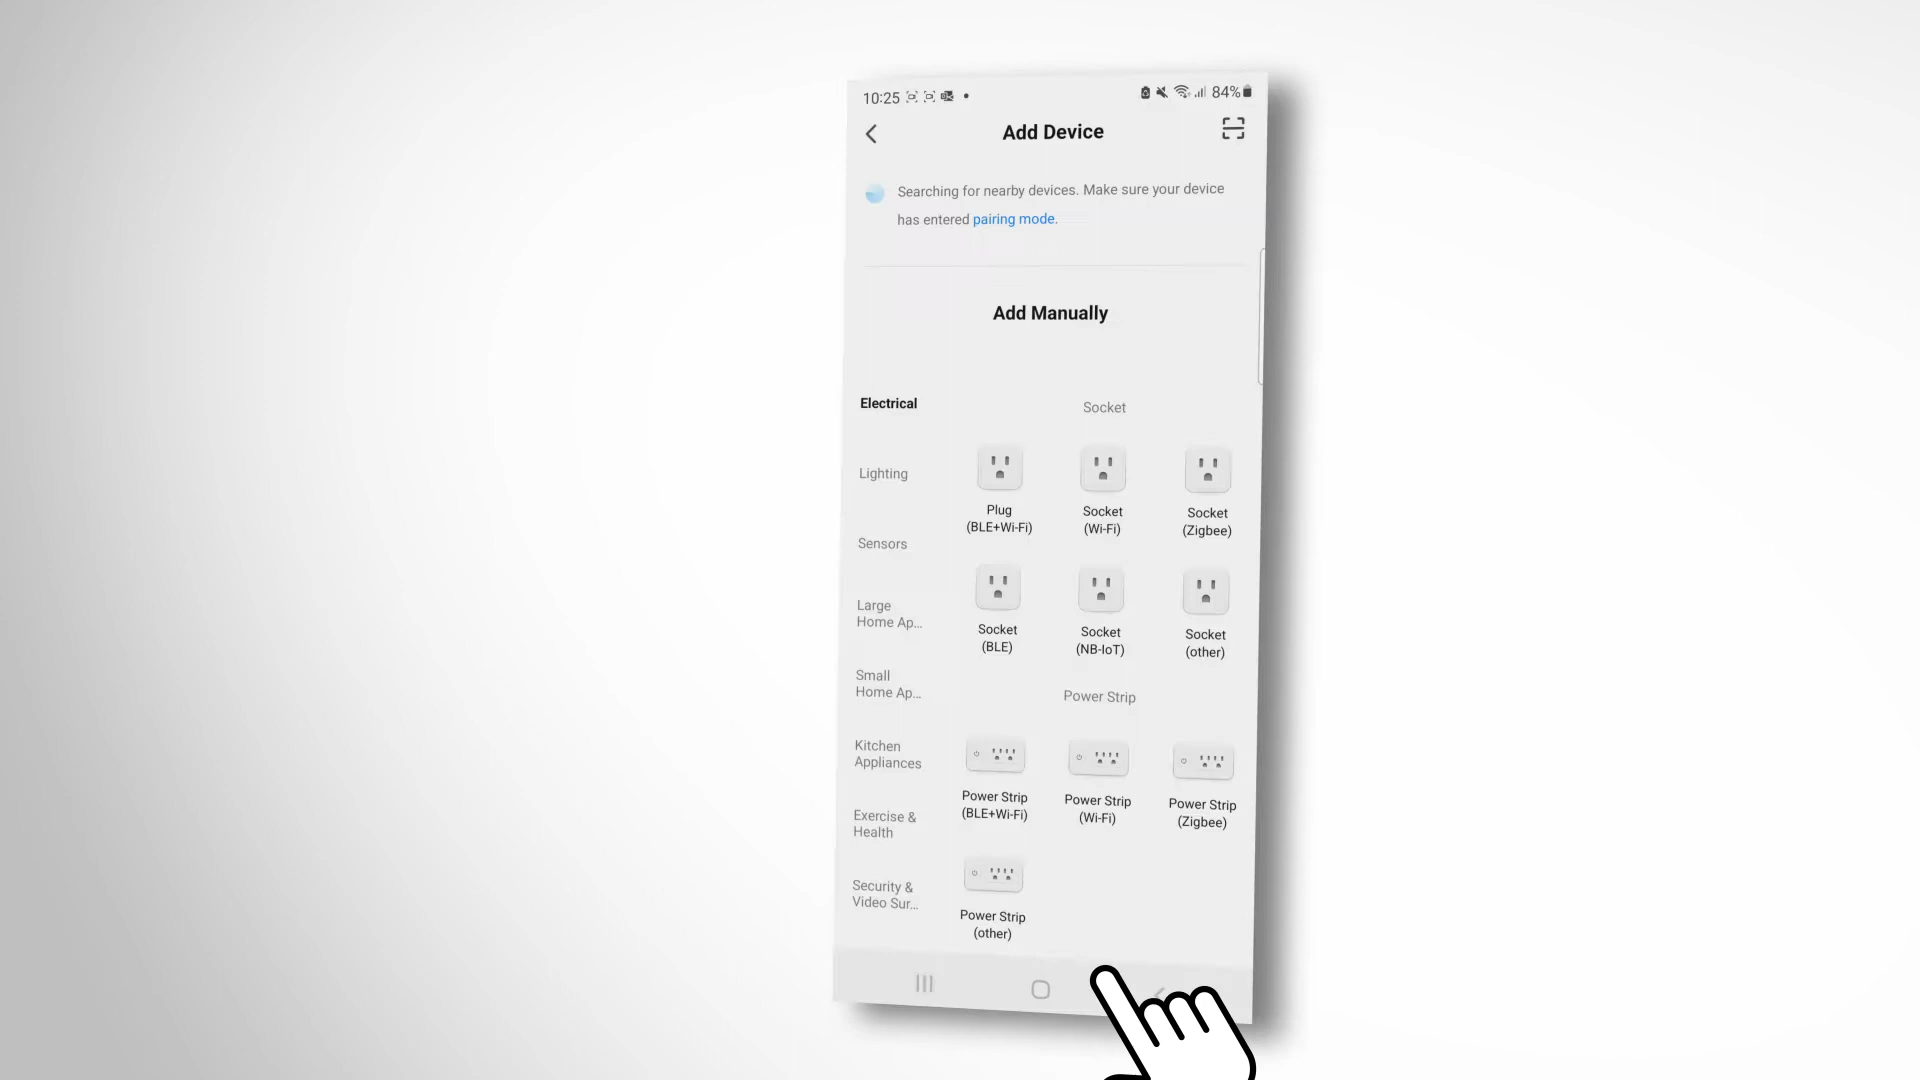 10:25
84%
Add Device
Searching for nearby devices. Make sure your device
has entered pairing mode.
Add Manually
Electrical
Socket
Lighting
Plug
(BLE+Wi-Fi)
Socket
(Wi-Fi)
Socket
(Zigbee)
Sensors
Large
Home Ap...
Socket
(BLE)
Socket
(NB-IoT)
Socket
(other)
Small
Home Ap...
Power Strip
Kitchen
Appliances
Power Strip
(BLE+Wi-Fi)
Power Strip
(Wi-Fi)
Power Strip
(Zigbee)
Exercise &
Health
Security &
Video Sur...
Power Strip
(other)